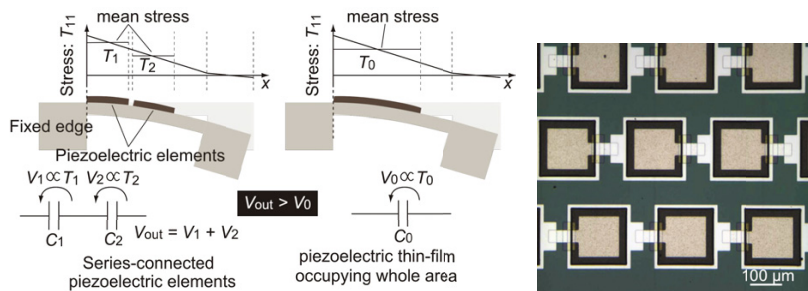 mean stress
Stress: T11
T1
T2
x
Fixed edge
Piezoelectric elements
V1∝T1
V2∝T2
C1
C2
Vout = V1 + V2
Series-connected
piezoelectric elements
Vout > V0
mean stress
Stress: T11
T0
x
V0∝T0
C0
piezoelectric thin-film
occupying whole area
100 μm